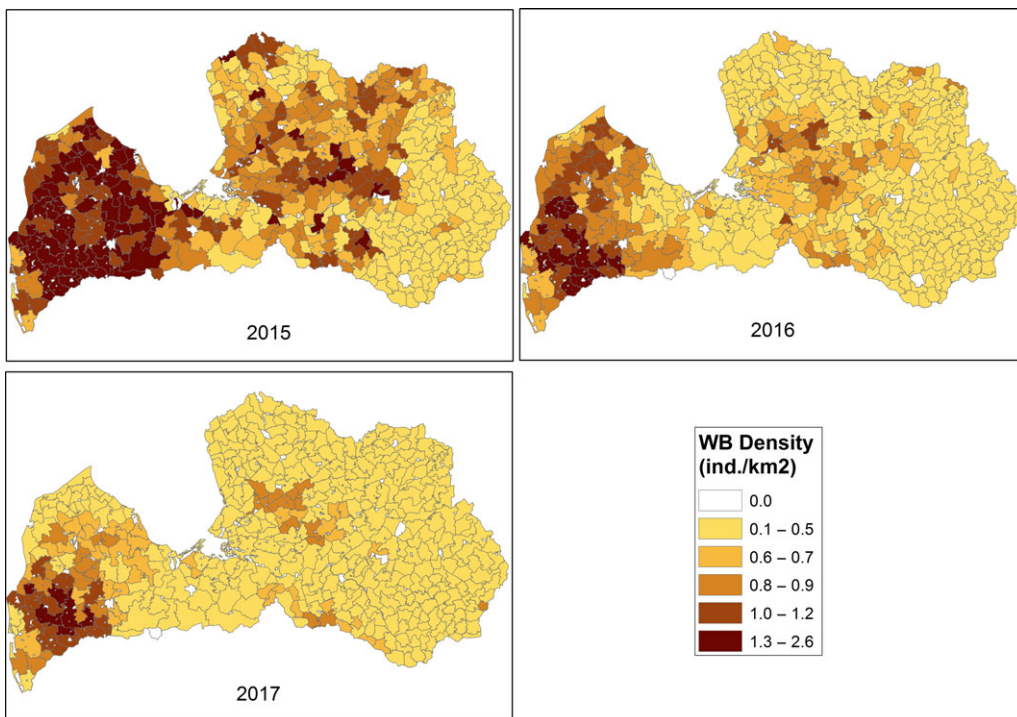 2015
2016
2017
WB Density
(ind./km2)
0.0
0.1 – 0.5
0.6 – 0.7
0.8 – 0.9
1.0 – 1.2
1.3 – 2.6